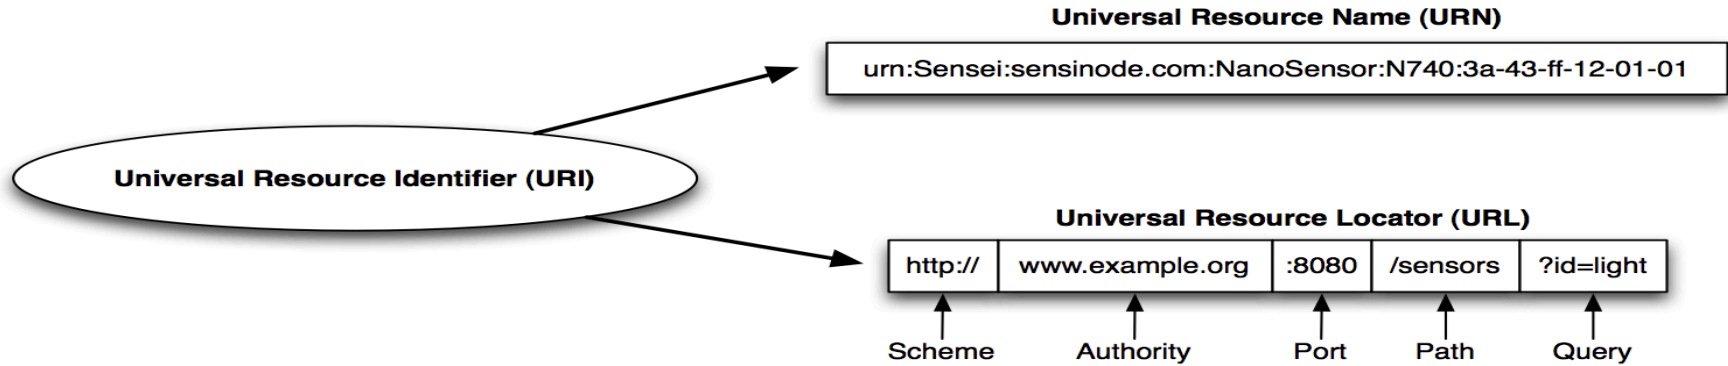 Universal Resource Name (URN)
urn:Sensei:sensinode.com:NanoSensor:N740:3a-43-ff-12-01-01
Universal Resource Identifier (URI)
Universal Resource Locator (URL)
http:// www.example.org :8080 /sensors ?id=light
Scheme Authority Port Path Query